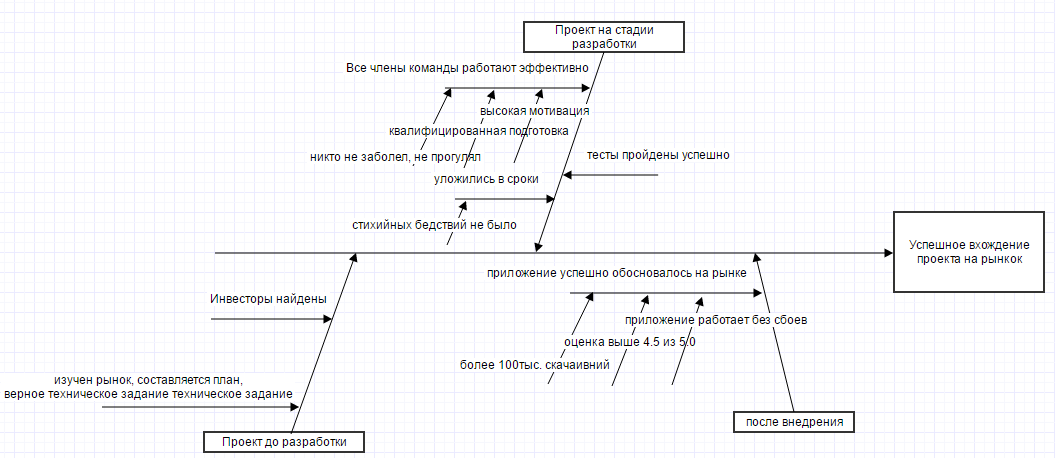 Проект на стадии
разработки
Все члены команды работают эффективно
высокая мотивация
квалифицированная подготовка
никто не заболел, не прогулял
тесты пройдены успешно
уложились в сроки
стихийных бедствий не было
Успешное вхождение
проекта на рынкок
приложение успешно обосновалось на рынке
Инвесторы найдены
приложение работает без сбоев
оценка выше 4.5 из 5.0
более 100тыс. скачаивний
изучен рынок, составляется план,
верное техническое задание техническое задание
после внедрения
Проект до разработки